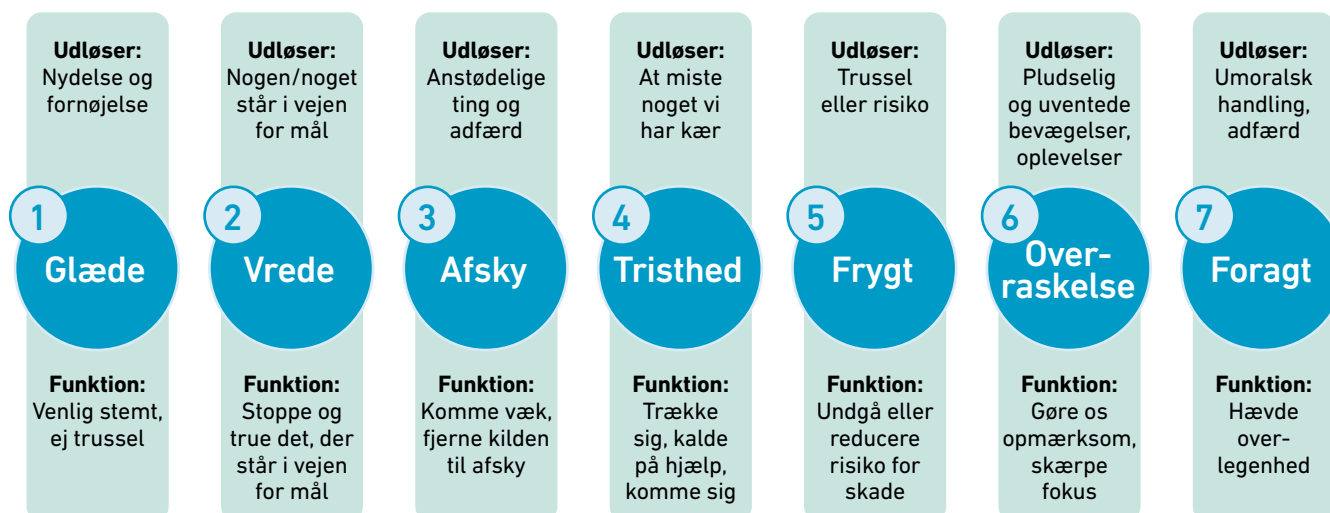 Udløser:
Nydelse og
fornøjelse
1
Glæde
Funktion:
Venlig stemt,
ej trussel
Udløser:
Nogen/noget
står i vejen
for mål
2
Vrede
Funktion:
Stoppe og
true det, der
står i vejen
for mål
Udløser:
Anstødelige
ting og
adfærd
3
Afsky
Funktion:
Komme væk,
fjerne kilden
til afsky
Udløser:
At miste
noget vi
har kær
4
Tristhed
Funktion:
Trække
sig, kalde
på hjælp,
komme sig
Udløser:
Trussel
eller risiko
5
Frygt
Funktion:
Undgå eller
reducere
risiko for
skade
Udløser:
Pludselig
og uventede
bevægelser,
oplevelser
6
Over-
raskelse
Funktion:
Gøre os
opmærksom,
skærpe
fokus
Udløser:
Umoralsk
handling,
adfærd
7
Foragt
Funktion:
Hævde
over-
legenhed